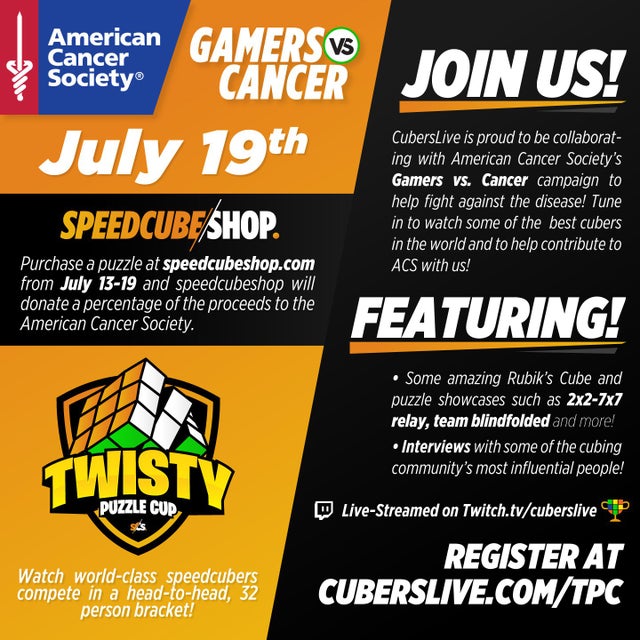 American
Cancer
Society®
GAMERS VS
CANCER
July 19th
SPEEDCUBE/SHOP.
Purchase a puzzle at speedcubeshop.com
from July 13-19 and speedcubeshop will
donate a percentage of the proceeds to the
American Cancer Society.
TWISTY
PUZZLE CUP
SCS
Watch world-class speedcubers
compete in a head-to-head, 32
person bracket!
JOIN US!
CubersLive is proud to be collaborat-
ing with American Cancer Society's
Gamers vs. Cancer campaign to
help fight against the disease! Tune
in to watch some of the best cubers
in the world and to help contribute to
ACS with us!
FEATURING!
• Some amazing Rubik's Cube and
puzzle showcases such as 2x2-7x7
relay, team blindfolded and more!
• Interviews with some of the cubing
community's most influential people!
Live-Streamed on Twitch.tv/cuberslive
REGISTER AT
CUBERSLIVE.COM/TPC